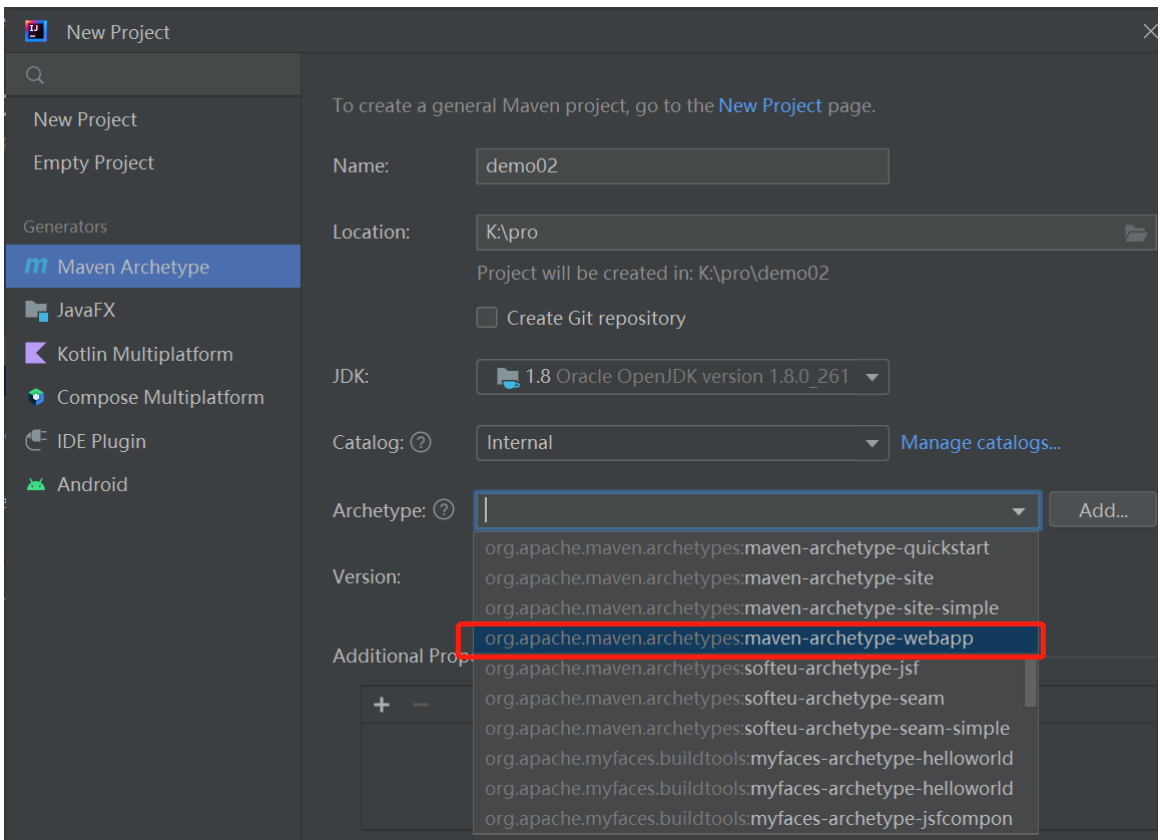 New Project
To create a general Maven project, go to the New Project page.
New Project
Empty Project
Name:
demo02
Generators
Location:
K:\pro
Maven Archetype
Project will be created in: K:\pro\demo02
JavaFX
Create Git repository
Kotlin Multiplatform
JDK:
1.8 Oracle OpenJDK version 1.8.0_261
Compose Multiplatform
IDE Plugin
Catalog: ?
Internal
Manage catalogs...
Android
Archetype: ?
Add...
org.apache.maven.archetypes:maven-archetype-quickstart
Version:
org.apache.maven.archetypes:maven-archetype-site
org.apache.maven.archetypes:maven-archetype-site-simple
org.apache.maven.archetypes:maven-archetype-webapp
Additional Prop
org.apache.maven.archetypes:softeu-archetype-jsf
org.apache.maven.archetypes:softeu-archetype-seam
org.apache.maven.archetypes:softeu-archetype-seam-simple
org.apache.myfaces.buildtools:myfaces-archetype-helloworld
org.apache.myfaces.buildtools:myfaces-archetype-helloworld
org.apache.myfaces.buildtools:myfaces-archetype-jsfcompon